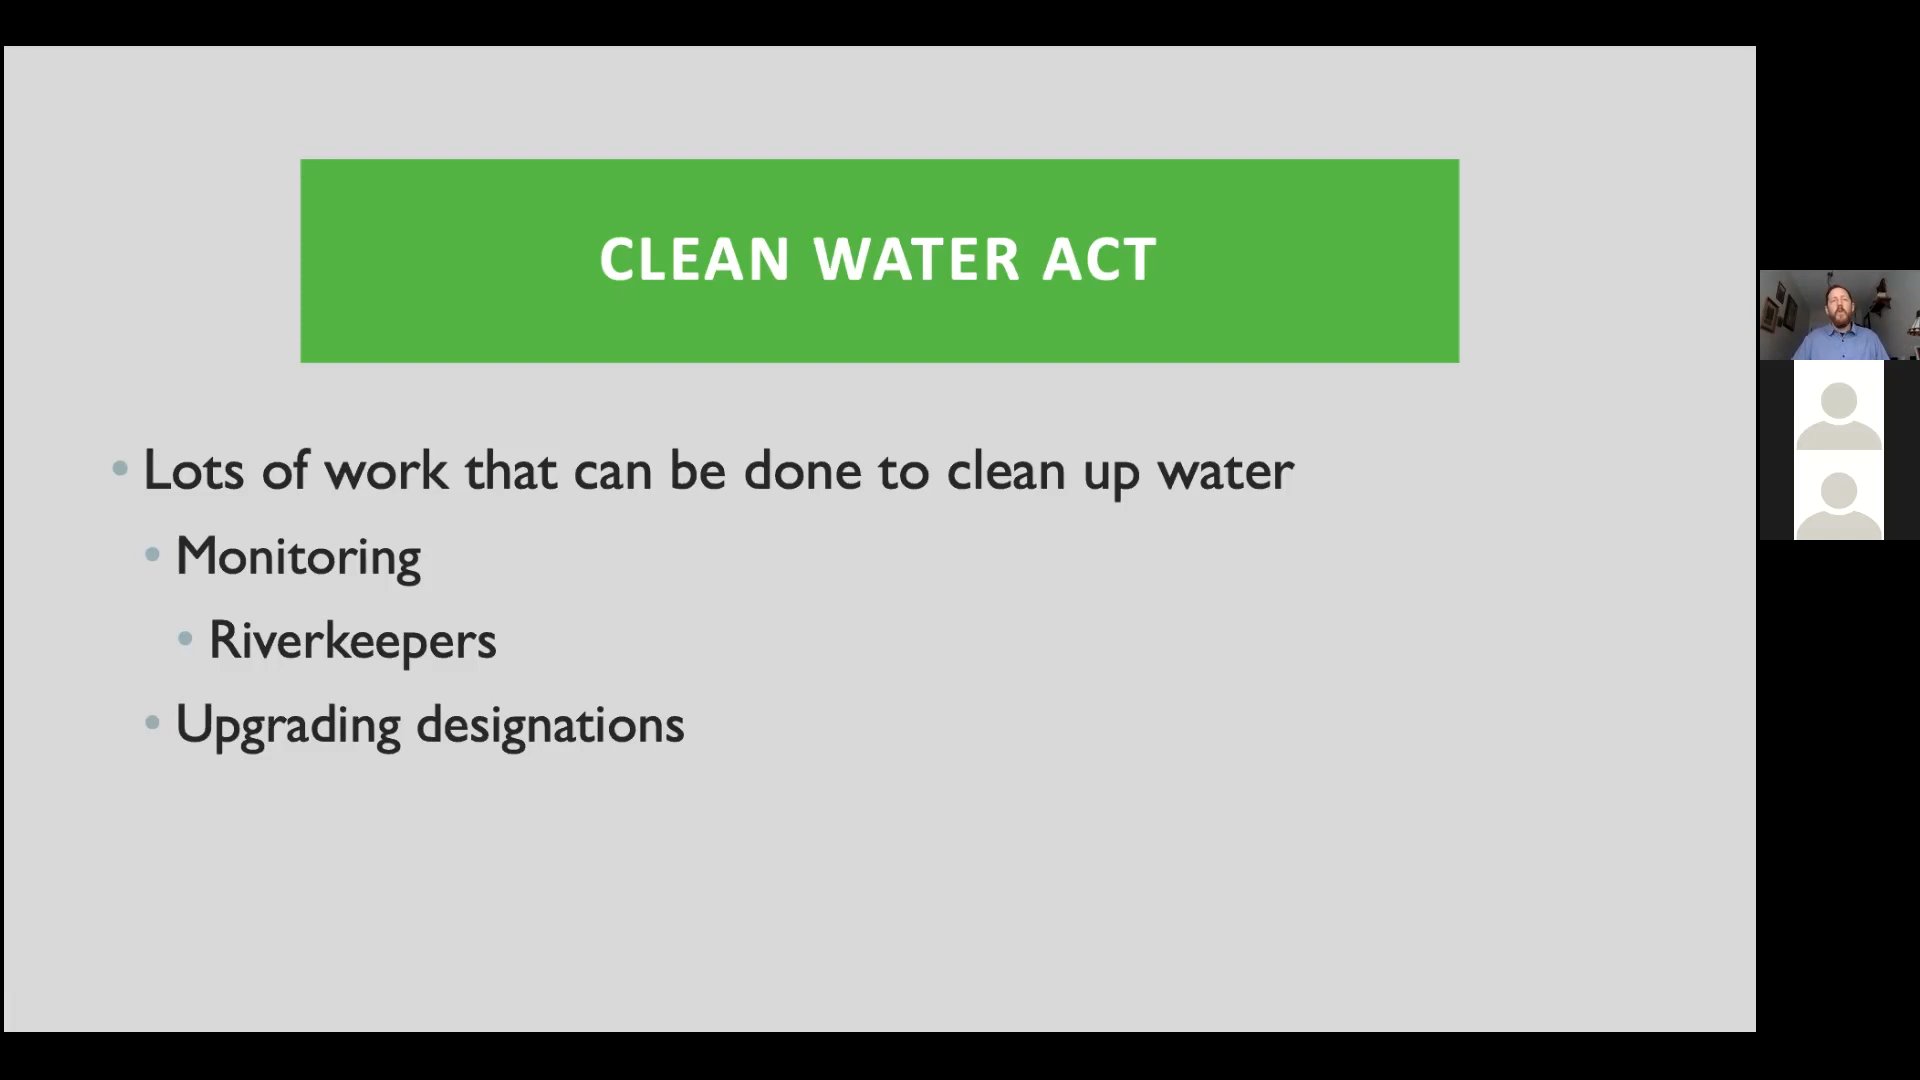 CLEAN WATER ACT
• Lots of work that can be done to clean up water
• Monitoring
• Riverkeepers
• Upgrading designations